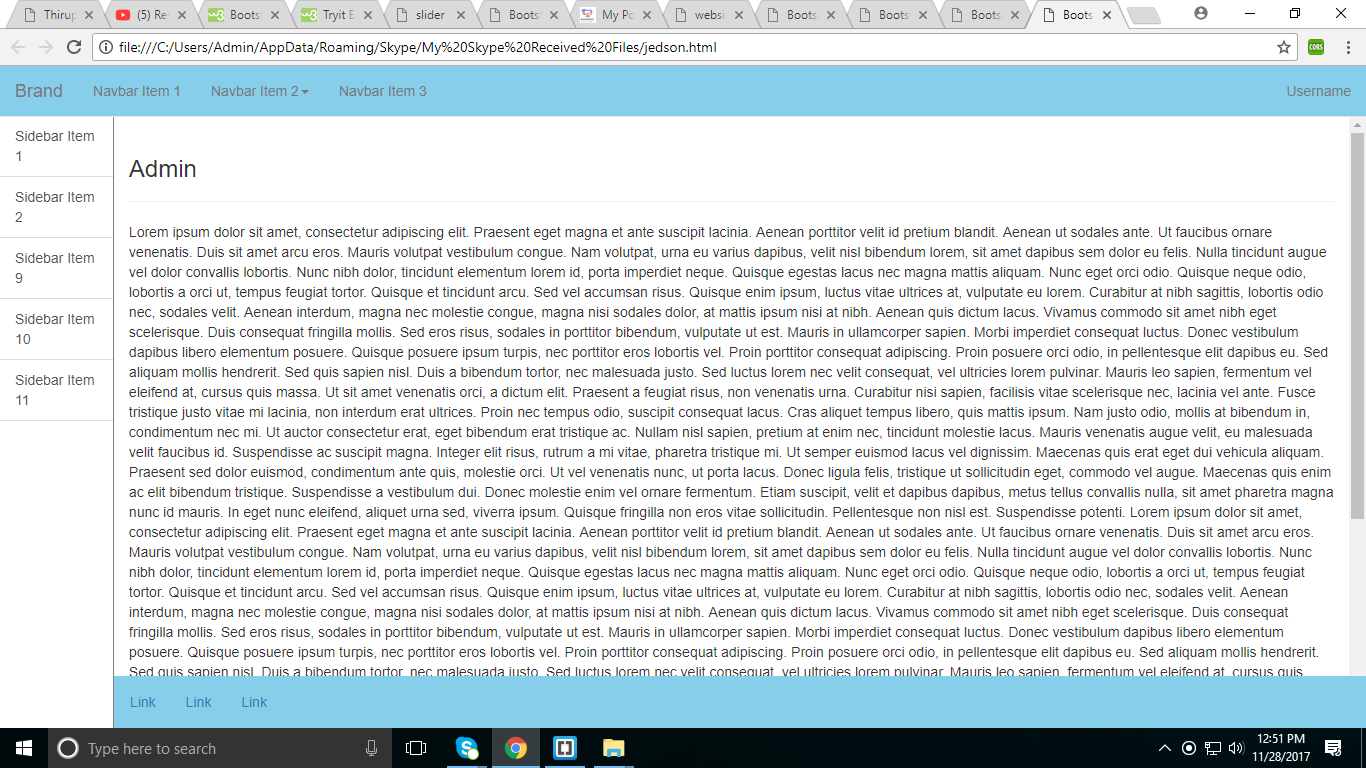 Thirup
(5) Re
Boots
Tryit E
slider
Boots
My Po
websi
Boots
Boots
Boots
Boots
file:///C:/Users/Admin/AppData/Roaming/Skype/My%20Skype%20Received%20Files/jedson.html
CORS
Brand Navbar Item 1 Navbar Item 2 Navbar Item 3 Username
Sidebar Item
1
Sidebar Item
2
Sidebar Item
9
Sidebar Item
10
Sidebar Item
11
Admin
Lorem ipsum dolor sit amet, consectetur adipiscing elit. Praesent eget magna et ante suscipit lacinia. Aenean porttitor velit id pretium blandit. Aenean ut sodales ante. Ut faucibus ornare
venenatis. Duis sit amet arcu eros. Mauris volutpat vestibulum congue. Nam volutpat, urna eu varius dapibus, velit nisl bibendum lorem, sit amet dapibus sem dolor eu felis. Nulla tincidunt augue
vel dolor convallis lobortis. Nunc nibh dolor, tincidunt elementum lorem id, porta imperdiet neque. Quisque egestas lacus nec magna mattis aliquam. Nunc eget orci odio. Quisque neque odio,
lobortis a orci ut, tempus feugiat tortor. Quisque et tincidunt arcu. Sed vel accumsan risus. Quisque enim ipsum, luctus vitae ultrices at, vulputate eu lorem. Curabitur at nibh sagittis, lobortis odio
nec, sodales velit. Aenean interdum, magna nec molestie congue, magna nisi sodales dolor, at mattis ipsum nisi at nibh. Aenean quis dictum lacus. Vivamus commodo sit amet nibh eget
scelerisque. Duis consequat fringilla mollis. Sed eros risus, sodales in porttitor bibendum, vulputate ut est. Mauris in ullamcorper sapien. Morbi imperdiet consequat luctus. Donec vestibulum
dapibus libero elementum posuere. Quisque posuere ipsum turpis, nec porttitor eros lobortis vel. Proin porttitor consequat adipiscing. Proin posuere orci odio, in pellentesque elit dapibus eu. Sed
aliquam mollis hendrerit. Sed quis sapien nisl. Duis a bibendum tortor, nec malesuada justo. Sed luctus lorem nec velit consequat, vel ultricies lorem pulvinar. Mauris leo sapien, fermentum vel
eleifend at, cursus quis massa. Ut sit amet venenatis orci, a dictum elit. Praesent a feugiat risus, non venenatis urna. Curabitur nisi sapien, facilisis vitae scelerisque nec, lacinia vel ante. Fusce
tristique justo vitae mi lacinia, non interdum erat ultrices. Proin nec tempus odio, suscipit consequat lacus. Cras aliquet tempus libero, quis mattis ipsum. Nam justo odio, mollis at bibendum in,
condimentum nec mi. Ut auctor consectetur erat, eget bibendum erat tristique ac. Nullam nisl sapien, pretium at enim nec, tincidunt molestie lacus. Mauris venenatis augue velit, eu malesuada
velit faucibus id. Suspendisse ac suscipit magna. Integer elit risus, rutrum a mi vitae, pharetra tristique mi. Ut semper euismod lacus vel dignissim. Maecenas quis erat eget dui vehicula aliquam.
Praesent sed dolor euismod, condimentum ante quis, molestie orci. Ut vel venenatis nunc, ut porta lacus. Donec ligula felis, tristique ut sollicitudin eget, commodo vel augue. Maecenas quis enim
ac elit bibendum tristique. Suspendisse a vestibulum dui. Donec molestie enim vel ornare fermentum. Etiam suscipit, velit et dapibus dapibus, metus tellus convallis nulla, sit amet pharetra magna
nunc id mauris. In eget nunc eleifend, aliquet urna sed, viverra ipsum. Quisque fringilla non eros vitae sollicitudin. Pellentesque non nisl est. Suspendisse potenti. Lorem ipsum dolor sit amet,
consectetur adipiscing elit. Praesent eget magna et ante suscipit lacinia. Aenean porttitor velit id pretium blandit. Aenean ut sodales ante. Ut faucibus ornare venenatis. Duis sit amet arcu eros.
Mauris volutpat vestibulum congue. Nam volutpat, urna eu varius dapibus, velit nisl bibendum lorem, sit amet dapibus sem dolor eu felis. Nulla tincidunt augue vel dolor convallis lobortis. Nunc
nibh dolor, tincidunt elementum lorem id, porta imperdiet neque. Quisque egestas lacus nec magna mattis aliquam. Nunc eget orci odio. Quisque neque odio, lobortis a orci ut, tempus feugiat
tortor. Quisque et tincidunt arcu. Sed vel accumsan risus. Quisque enim ipsum, luctus vitae ultrices at, vulputate eu lorem. Curabitur at nibh sagittis, lobortis odio nec, sodales velit. Aenean
interdum, magna nec molestie congue, magna nisi sodales dolor, at mattis ipsum nisi at nibh. Aenean quis dictum lacus. Vivamus commodo sit amet nibh eget scelerisque. Duis consequat
fringilla mollis. Sed eros risus, sodales in porttitor bibendum, vulputate ut est. Mauris in ullamcorper sapien. Morbi imperdiet consequat luctus. Donec vestibulum dapibus libero elementum
posuere. Quisque posuere ipsum turpis, nec porttitor eros lobortis vel. Proin porttitor consequat adipiscing. Proin posuere orci odio, in pellentesque elit dapibus eu. Sed aliquam mollis hendrerit.
Sed quis sapien nisl. Duis a bibendum tortor, nec malesuada justo. Sed luctus lorem nec velit consequat, vel ultricies lorem pulvinar. Mauris leo sapien, fermentum vel eleifend at, cursus quis
Link Link Link
Type here to search
12:51 PM
11/28/2017